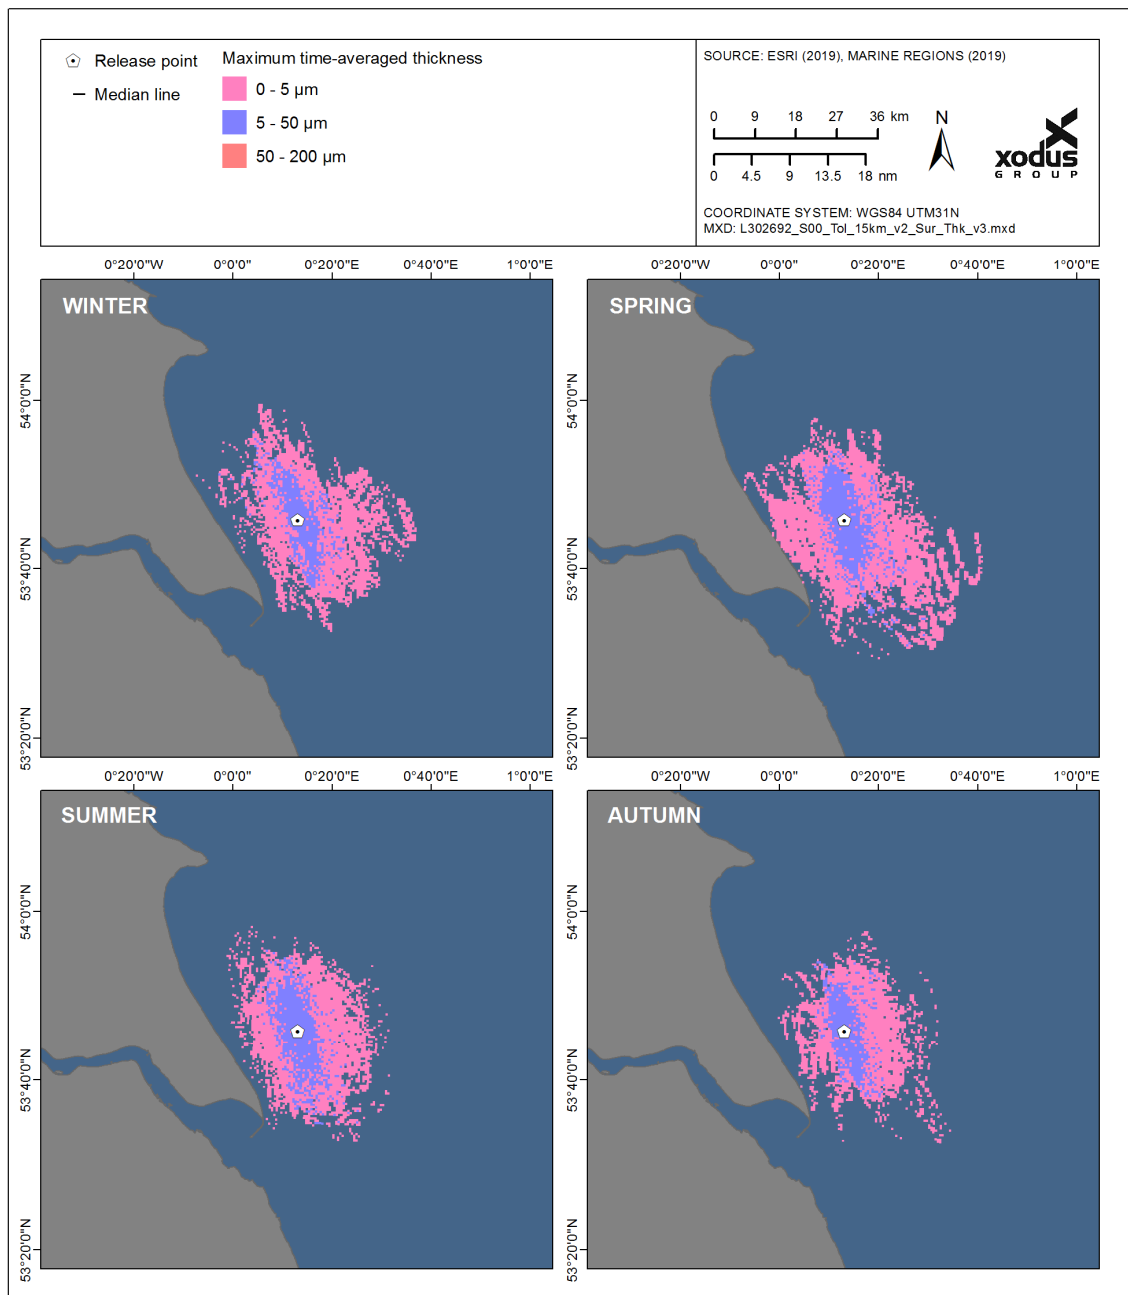 Release point
Median line
Maximum time-averaged thickness
0 - 5 µm
5 - 50 µm
50 - 200 µm
SOURCE: ESRI (2019), MARINE REGIONS (2019)
0 9 18 27 36 km
0 4.5 9 13.5 18 nm
N
xodus
GROUP
COORDINATE SYSTEM: WGS84 UTM31N
MXD: L302692_S00_Tol_15km_v2_Sur_Thk_v3.mxd
0°20'0"W 0°0'0" 0°20'0"E 0°40'0"E 1°0'0"E
0°20'0"W 0°0'0" 0°20'0"E 0°40'0"E 1°0'0"E
WINTER
SPRING
54°0'0"N
53°40'0"N
53°20'0"N
54°0'0"N
53°40'0"N
53°20'0"N
0°20'0"W 0°0'0" 0°20'0"E 0°40'0"E 1°0'0"E
0°20'0"W 0°0'0" 0°20'0"E 0°40'0"E 1°0'0"E
SUMMER
AUTUMN
54°0'0"N
53°40'0"N
53°20'0"N
54°0'0"N
53°40'0"N
53°20'0"N